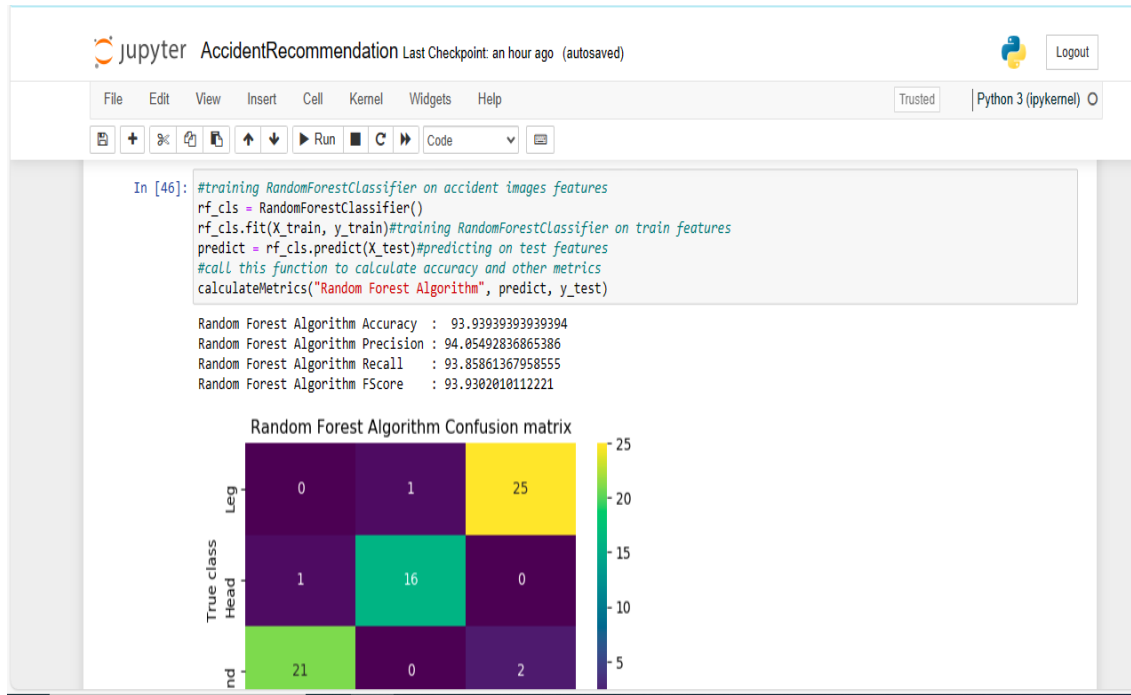 jupyter AccidentRecommendation Last Checkpoint: an hour ago (autosaved)
Logout
File Edit View Insert Cell Kernel Widgets Help
Trusted
Python 3 (ipykernel)
Run
Code
In [46]: #training RandomForestClassifier on accident images features
rf_cls = RandomForestClassifier()
rf_cls.fit(X_train, y_train)#training RandomForestClassifier on train features
predict = rf_cls.predict(X_test)#predicting on test features
#call this function to calculate accuracy and other metrics
calculateMetrics("Random Forest Algorithm", predict, y_test)
Random Forest Algorithm Accuracy : 93.93939393939394
Random Forest Algorithm Precision : 94.05492836865386
Random Forest Algorithm Recall : 93.85861367958555
Random Forest Algorithm FScore : 93.9302010112221
Random Forest Algorithm Confusion matrix
True class
Leg
0 1 25
Head
1 16 0
nd
21 0 2
25
20
15
10
5